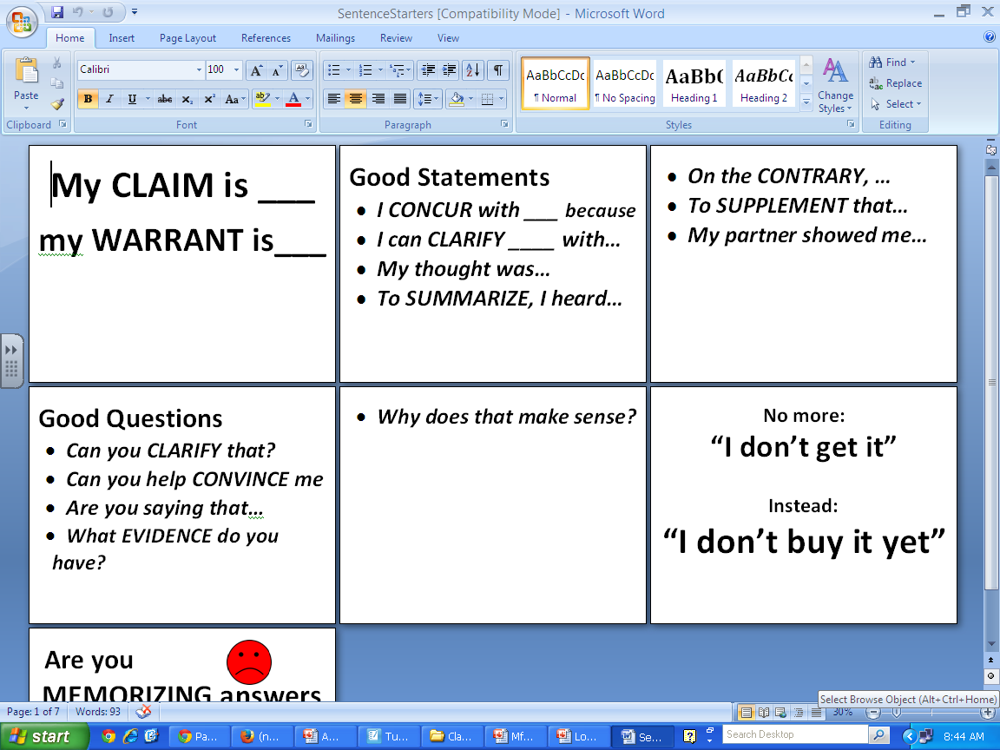 SentenceStarters [Compatibility Mode] - Microsoft Word
Home Insert Page Layout References Mailings Review View
Paste
Clipboard
Calibri 100
B I U abc x₂ x² Aa ab A
Font
Paragraph
AaBbCcDc AaBbCcDc AaBb( AaBbCc
¶ Normal ¶ No Spacing Heading 1 Heading 2
Change Styles
Styles
Find
Replace
Select
Editing
My CLAIM is ___
my WARRANT is___
Good Statements
• I CONCUR with ___ because
• I can CLARIFY ____ with…
• My thought was…
• To SUMMARIZE, I heard…
• On the CONTRARY, …
• To SUPPLEMENT that…
• My partner showed me…
Good Questions
• Can you CLARIFY that?
• Can you help CONVINCE me
• Are you saying that…
• What EVIDENCE do you
have?
• Why does that make sense?
No more:
“I don’t get it”
Instead:
“I don’t buy it yet”
Are you
MEMORIZING answers
Select Browse Object (Alt+Ctrl+Home)
Page: 1 of 7 Words: 93 30%
start Pa... (n... A... Tu... Cla... Mf... Lo... Se... Search Desktop 8:44 AM